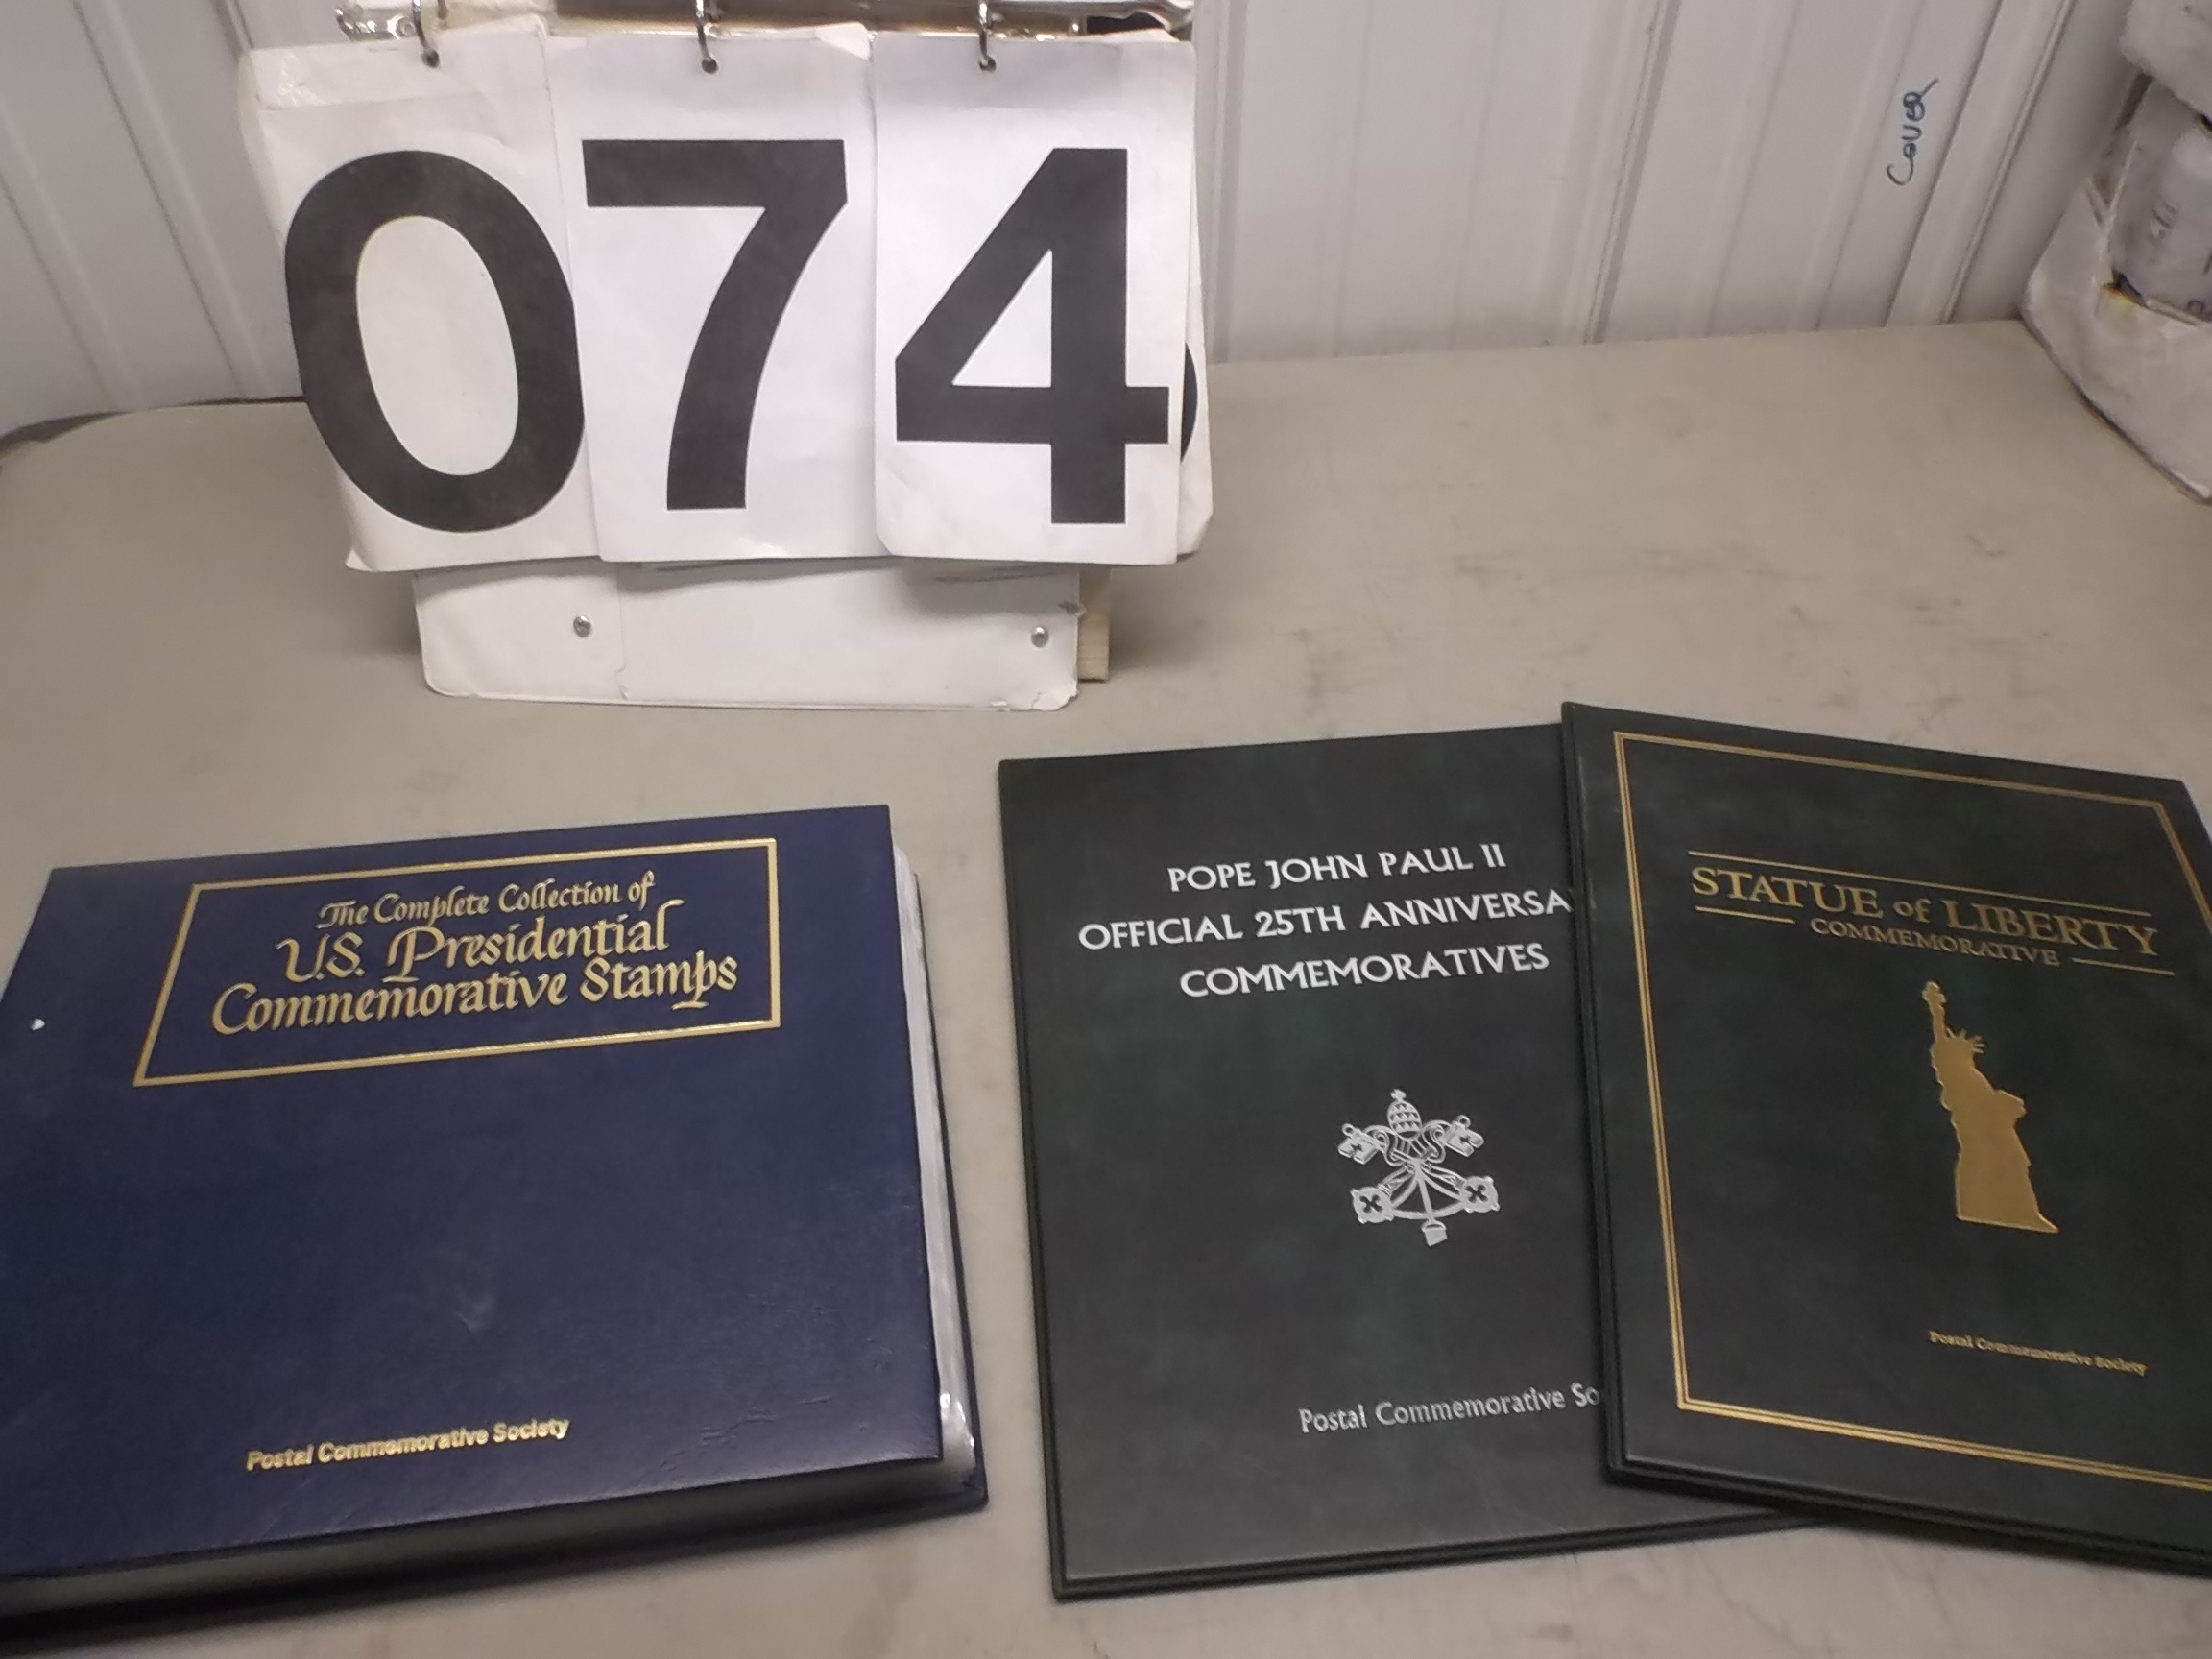 074
Cover
The Complete Collection of
U.S. Presidential
Commemorative Stamps
Postal Commemorative Society
POPE JOHN PAUL II
OFFICIAL 25TH ANNIVERSA
COMMEMORATIVES
Postal Commemorative So
STATUE of LIBERTY
COMMEMORATIVE
Postal Commemorative Society